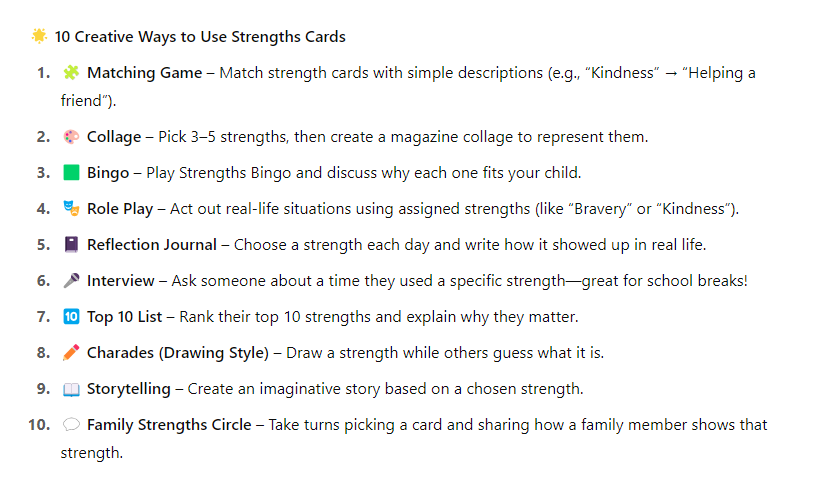 🌟 10 Creative Ways to Use Strengths Cards
1. 🧩 Matching Game – Match strength cards with simple descriptions (e.g., “Kindness” → “Helping a
friend”).
2. 🎨 Collage – Pick 3–5 strengths, then create a magazine collage to represent them.
3. 🟩 Bingo – Play Strengths Bingo and discuss why each one fits your child.
4. 🎭 Role Play – Act out real-life situations using assigned strengths (like “Bravery” or “Kindness”).
5. 📓 Reflection Journal – Choose a strength each day and write how it showed up in real life.
6. 🎤 Interview – Ask someone about a time they used a specific strength—great for school breaks!
7. 🔟 Top 10 List – Rank their top 10 strengths and explain why they matter.
8. 🖍️ Charades (Drawing Style) – Draw a strength while others guess what it is.
9. 📖 Storytelling – Create an imaginative story based on a chosen strength.
10. 💬 Family Strengths Circle – Take turns picking a card and sharing how a family member shows that
strength.